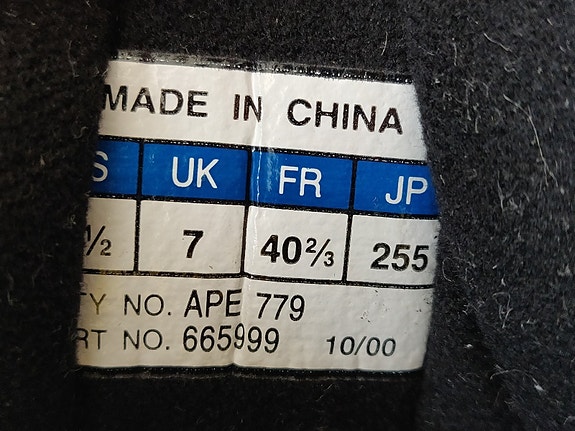 MADE IN CHINA
S UK FR JP
½ 7 40⅔ 255
TY NO. APE 779
RT NO. 665999 10/00